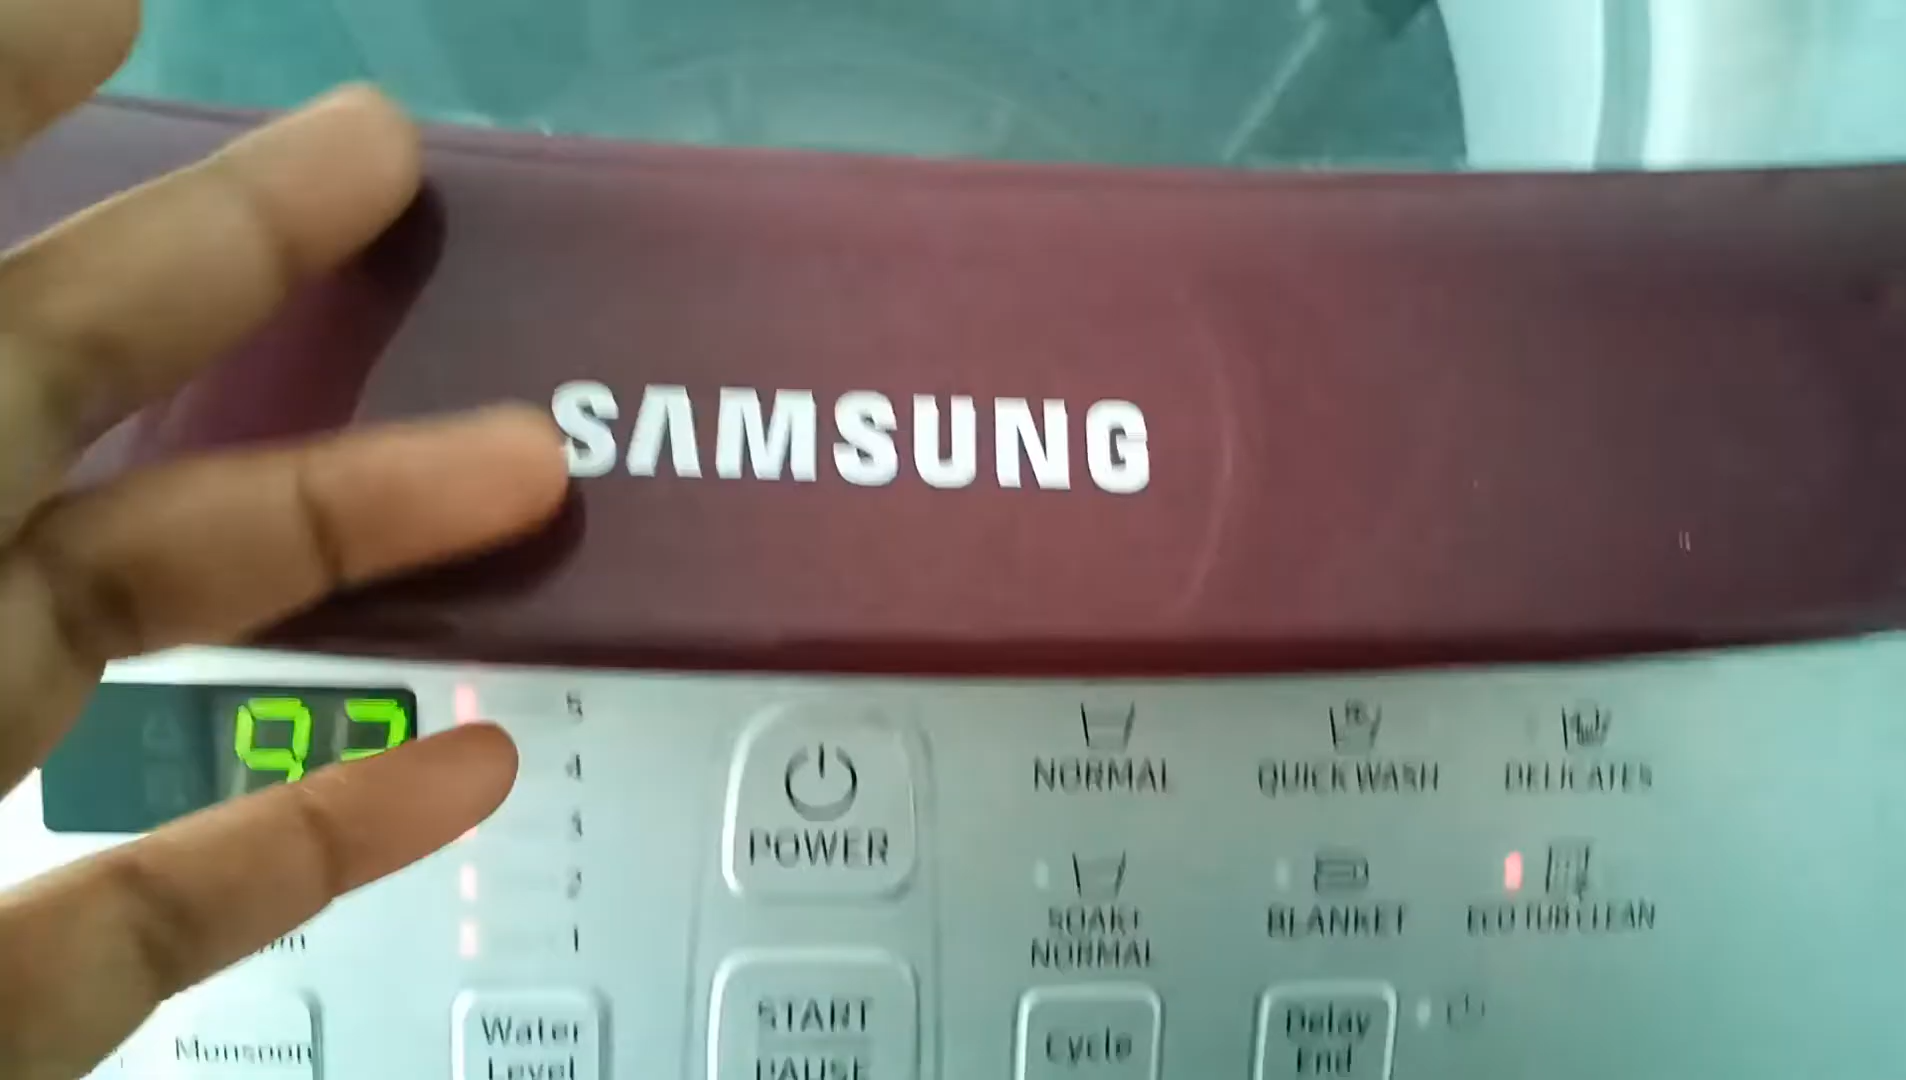 SAMSUNG
5
4
3
2
1
POWER
NORMAL
QUICK WASH
DELICATES
SOAK+
NORMAL
BLANKET
ECO TUB CLEAN
Monsoon
Water
Level
START
PAUSE
Cycle
Delay
End